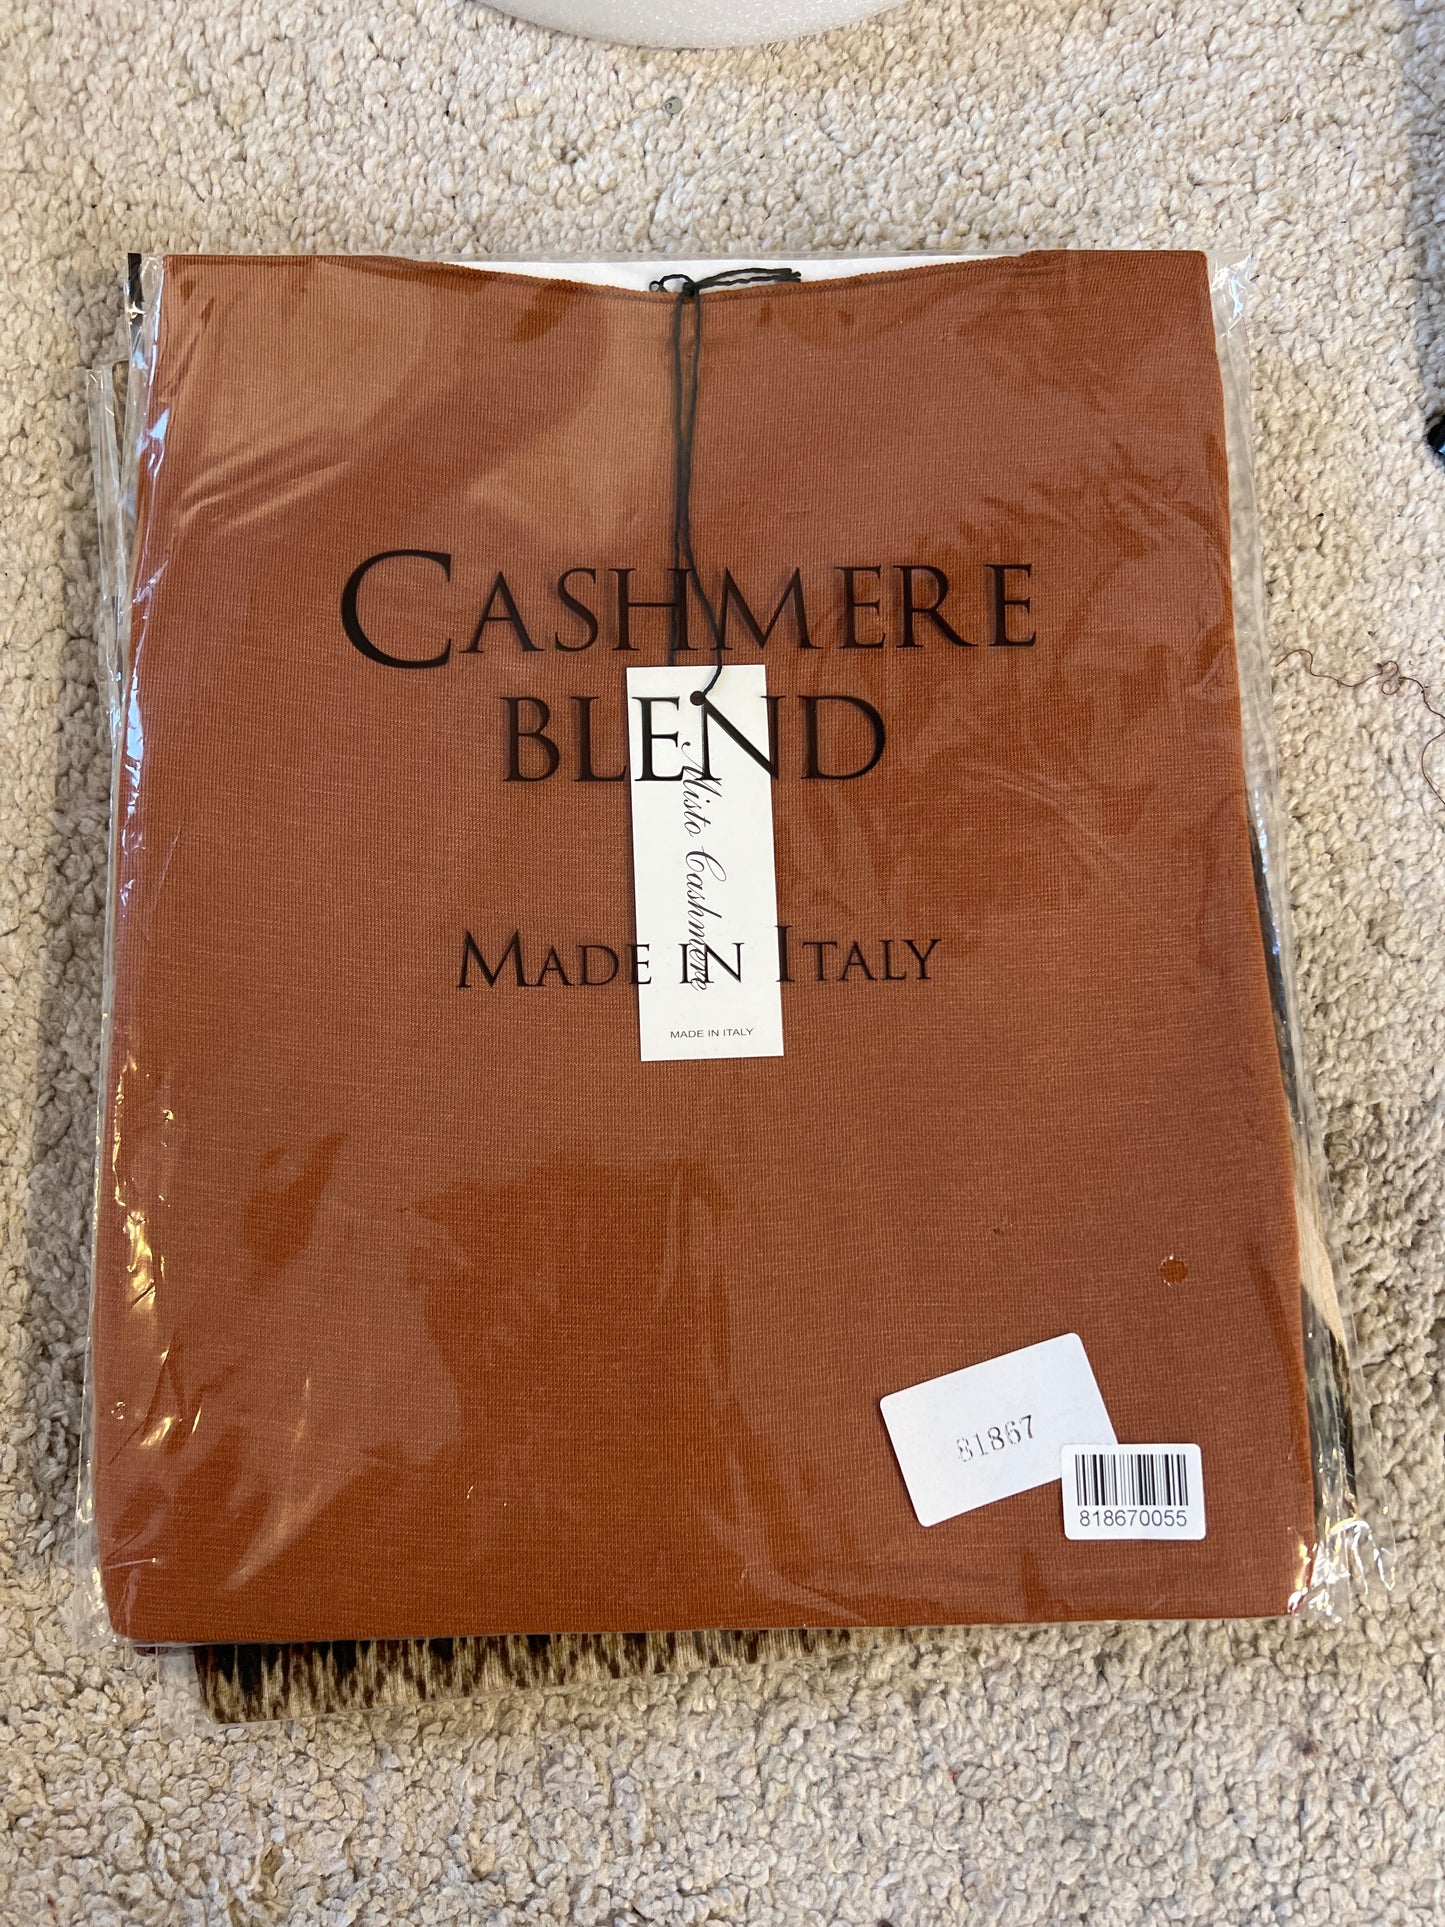 CASHMERE
BLEND
Misto Cashmere
MADE IN ITALY
MADE IN ITALY
81867
818670055